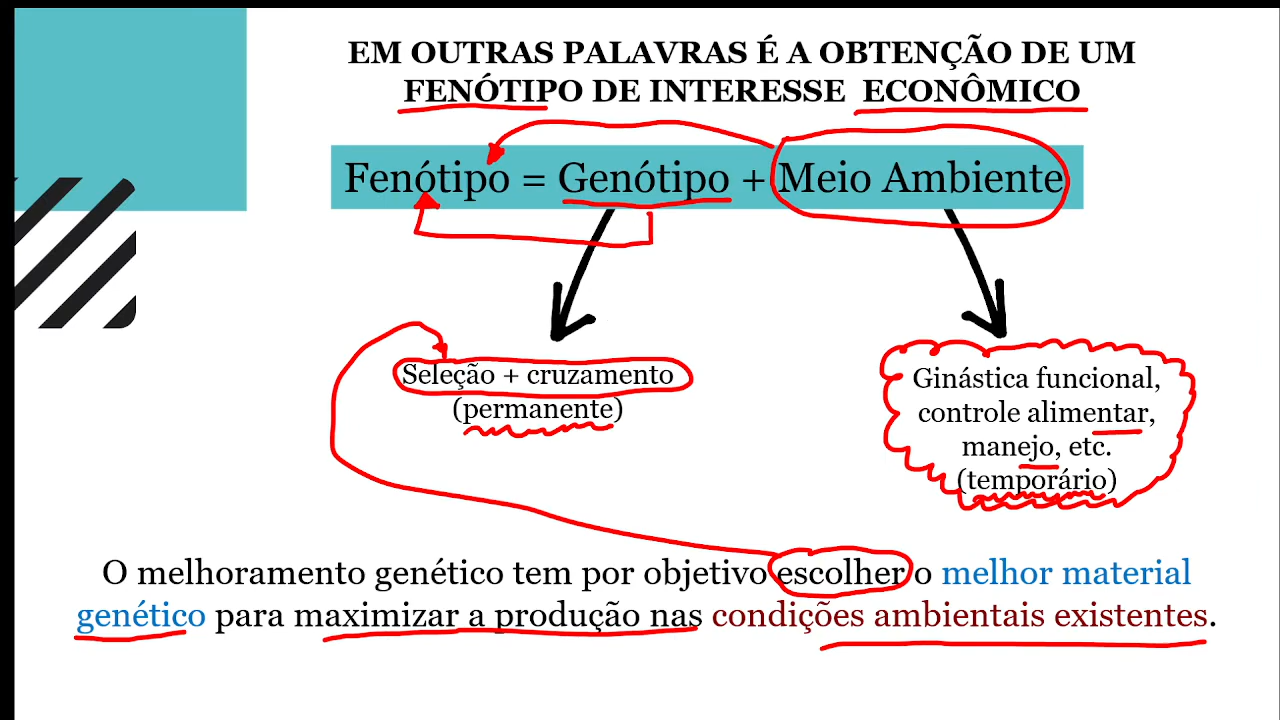 EM OUTRAS PALAVRAS É A OBTENÇÃO DE UM
FENÓTIPO DE INTERESSE ECONÔMICO
Fenótipo = Genótipo + Meio Ambiente
Seleção + cruzamento
(permanente)
Ginástica funcional,
controle alimentar,
manejo, etc.
(temporário)
O melhoramento genético tem por objetivo escolher o melhor material
genético para maximizar a produção nas condições ambientais existentes.